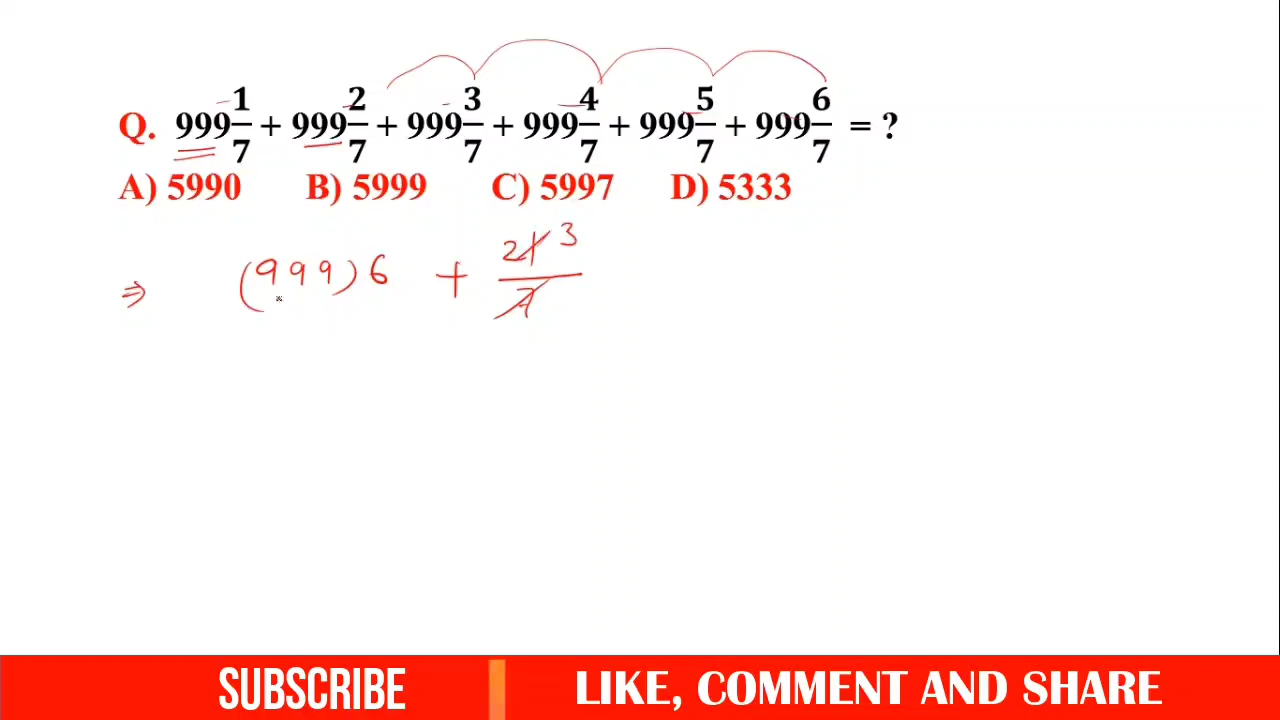 Q. 999 1/7 + 999 2/7 + 999 3/7 + 999 4/7 + 999 5/7 + 999 6/7 = ?
A) 5990 B) 5999 C) 5997 D) 5333
⇒ (999)6 + 21/7 3
SUBSCRIBE LIKE, COMMENT AND SHARE